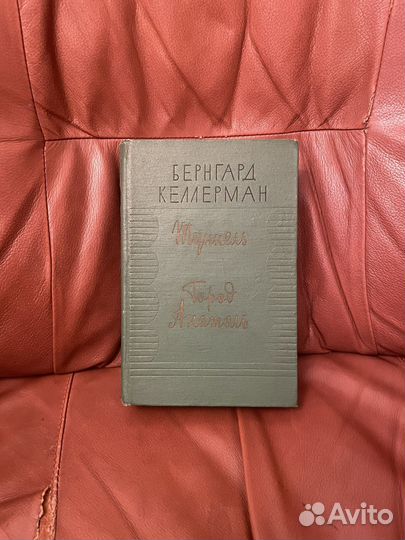 БЕРНГАРД
КЕЛЛЕРМАН
Туннель
Город
Анатоль
Avito